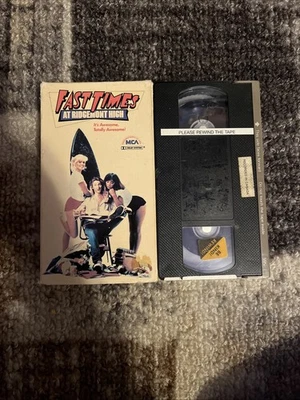 FAST TIMES
AT RIDGEMONT HIGH
It's Awesome,
Totally Awesome!
MCA
PLEASE REWIND THE TAPE